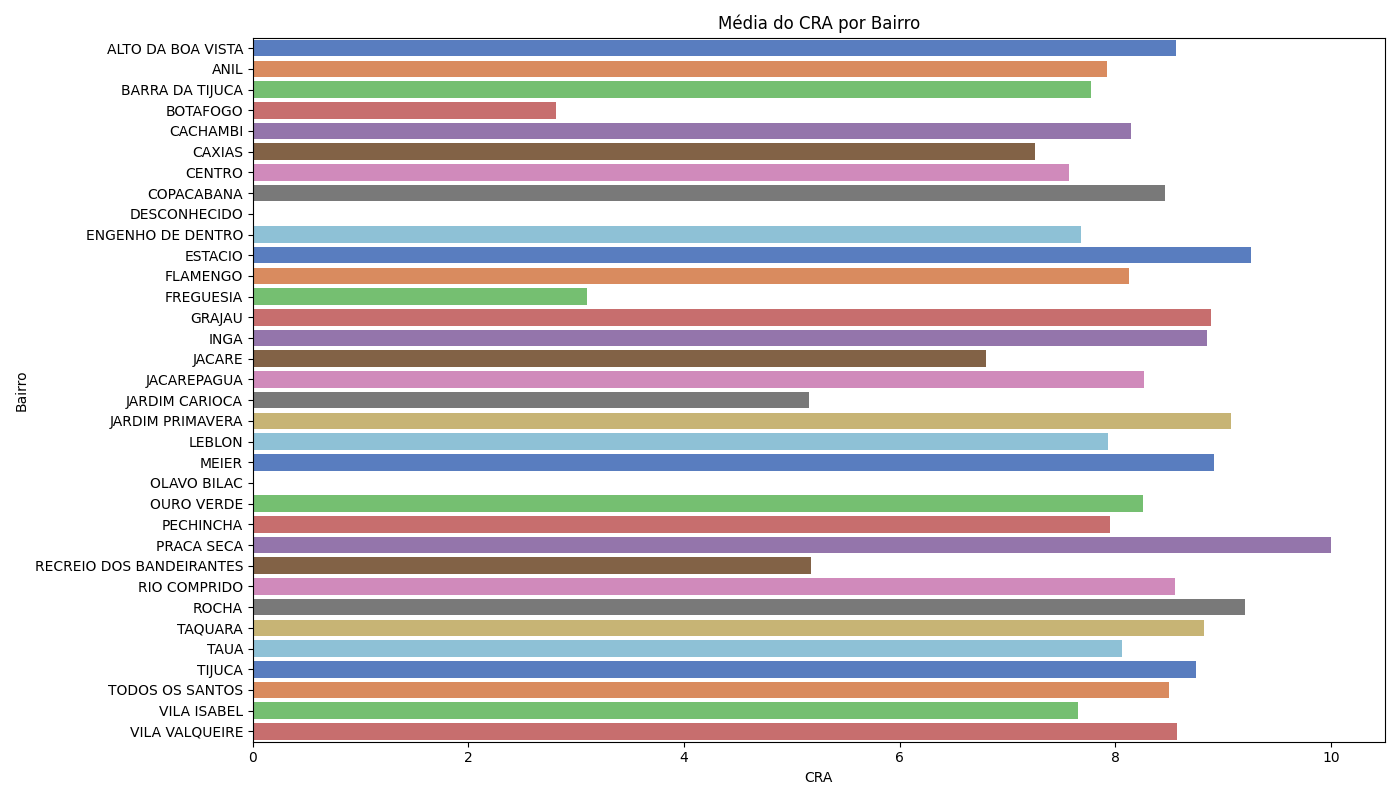 Média do CRA por Bairro
ALTO DA BOA VISTA
ANIL
BARRA DA TIJUCA
BOTAFOGO
CACHAMBI
CAXIAS
CENTRO
COPACABANA
DESCONHECIDO
ENGENHO DE DENTRO
ESTACIO
FLAMENGO
FREGUESIA
GRAJAU
INGA
JACARE
JACAREPAGUA
JARDIM CARIOCA
JARDIM PRIMAVERA
LEBLON
MEIER
OLAVO BILAC
OURO VERDE
PECHINCHA
PRACA SECA
RECREIO DOS BANDEIRANTES
RIO COMPRIDO
ROCHA
TAQUARA
TAUA
TIJUCA
TODOS OS SANTOS
VILA ISABEL
VILA VALQUEIRE
Bairro
0 2 4 6 8 10
CRA